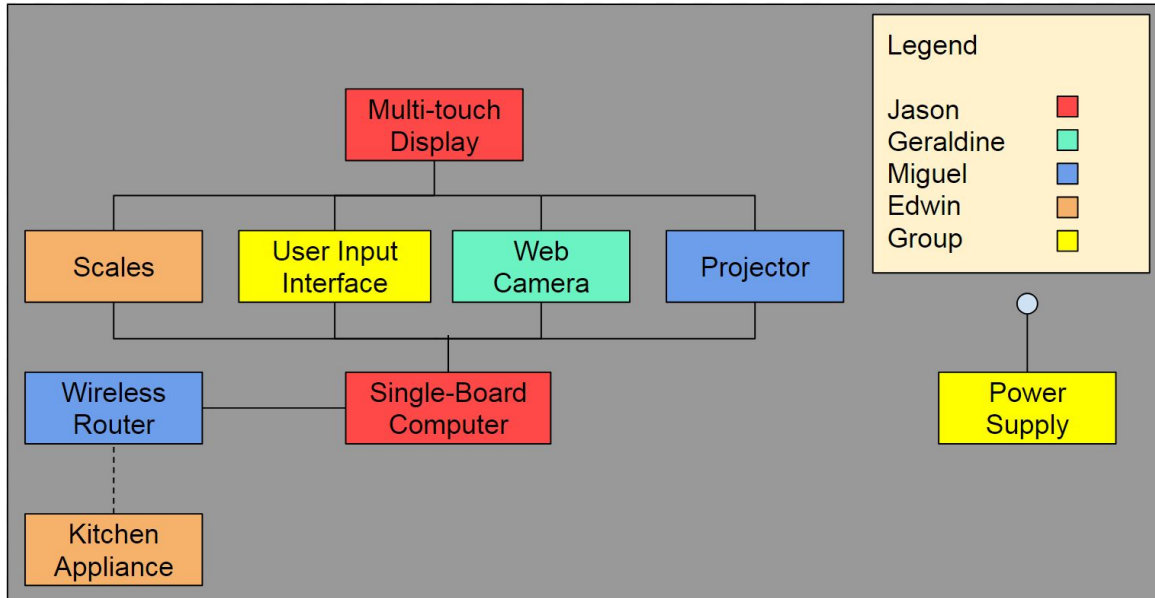 Legend
Jason
Geraldine
Miguel
Edwin
Group
Multi-touch
Display
Scales
User Input
Interface
Web
Camera
Projector
Wireless
Router
Single-Board
Computer
Power
Supply
Kitchen
Appliance